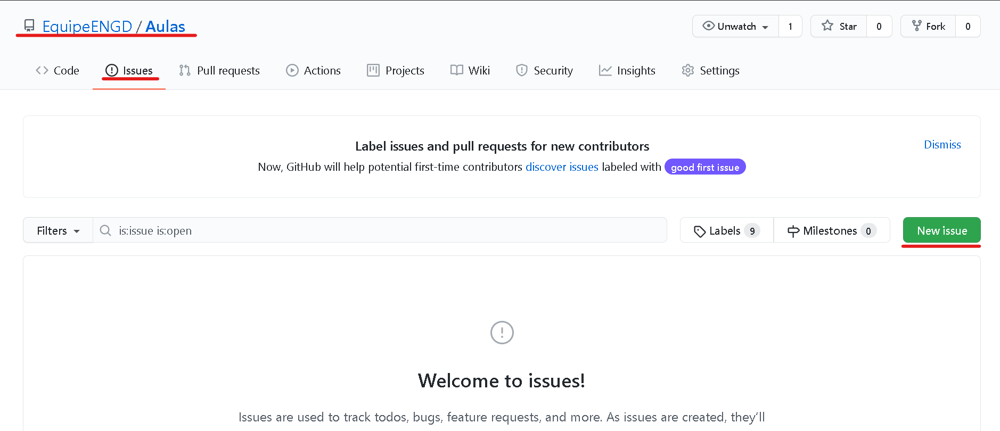 EquipeENGD / Aulas
Unwatch 1 Star 0 Fork 0
Code Issues Pull requests Actions Projects Wiki Security Insights Settings
Label issues and pull requests for new contributors
Dismiss
Now, GitHub will help potential first-time contributors discover issues labeled with good first issue
Filters is:issue is:open Labels 9 Milestones 0 New issue
Welcome to issues!
Issues are used to track todos, bugs, feature requests, and more. As issues are created, they’ll